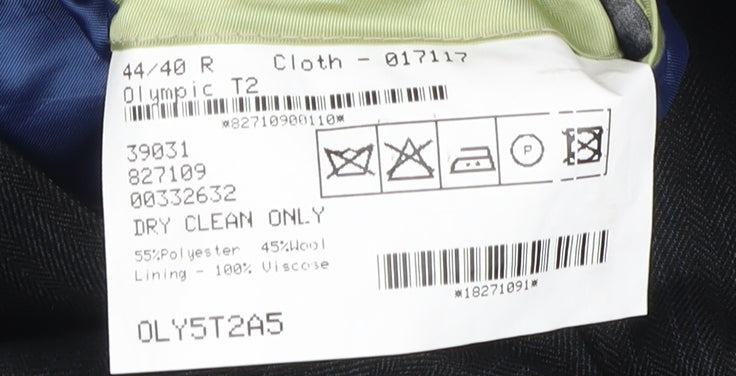 44/40 R Cloth - 017117
Olympic T2
*82710900110*
39031
827109
00332632
P
DRY CLEAN ONLY
55%Polyester 45%Wool
Lining - 100% Viscose
*18271091*
OLY5T2A5